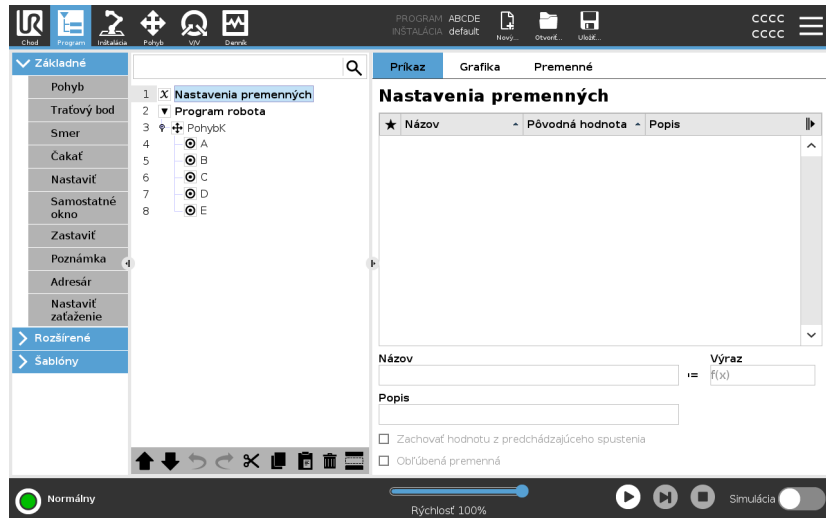 Chod
Program
Inštalácia
Pohyb
V/V
Denník
PROGRAM ABCDE
INŠTALÁCIA default
Nový...
Otvoriť...
Uložiť...
CCCC
CCCC
Základné
Pohyb
Traťový bod
Smer
Čakať
Nastaviť
Samostatné
okno
Zastaviť
Poznámka
Adresár
Nastaviť
zaťaženie
Rozšírené
Šablóny
1 X Nastavenia premenných
2 Program robota
3 PohybK
4 A
5 B
6 C
7 D
8 E
Príkaz Grafika Premenné
Nastavenia premenných
Názov Pôvodná hodnota Popis
Názov Výraz
:= f(x)
Popis
Zachovať hodnotu z predchádzajúceho spustenia
Obľúbená premenná
Normálny
Rýchlosť 100%
Simulácia